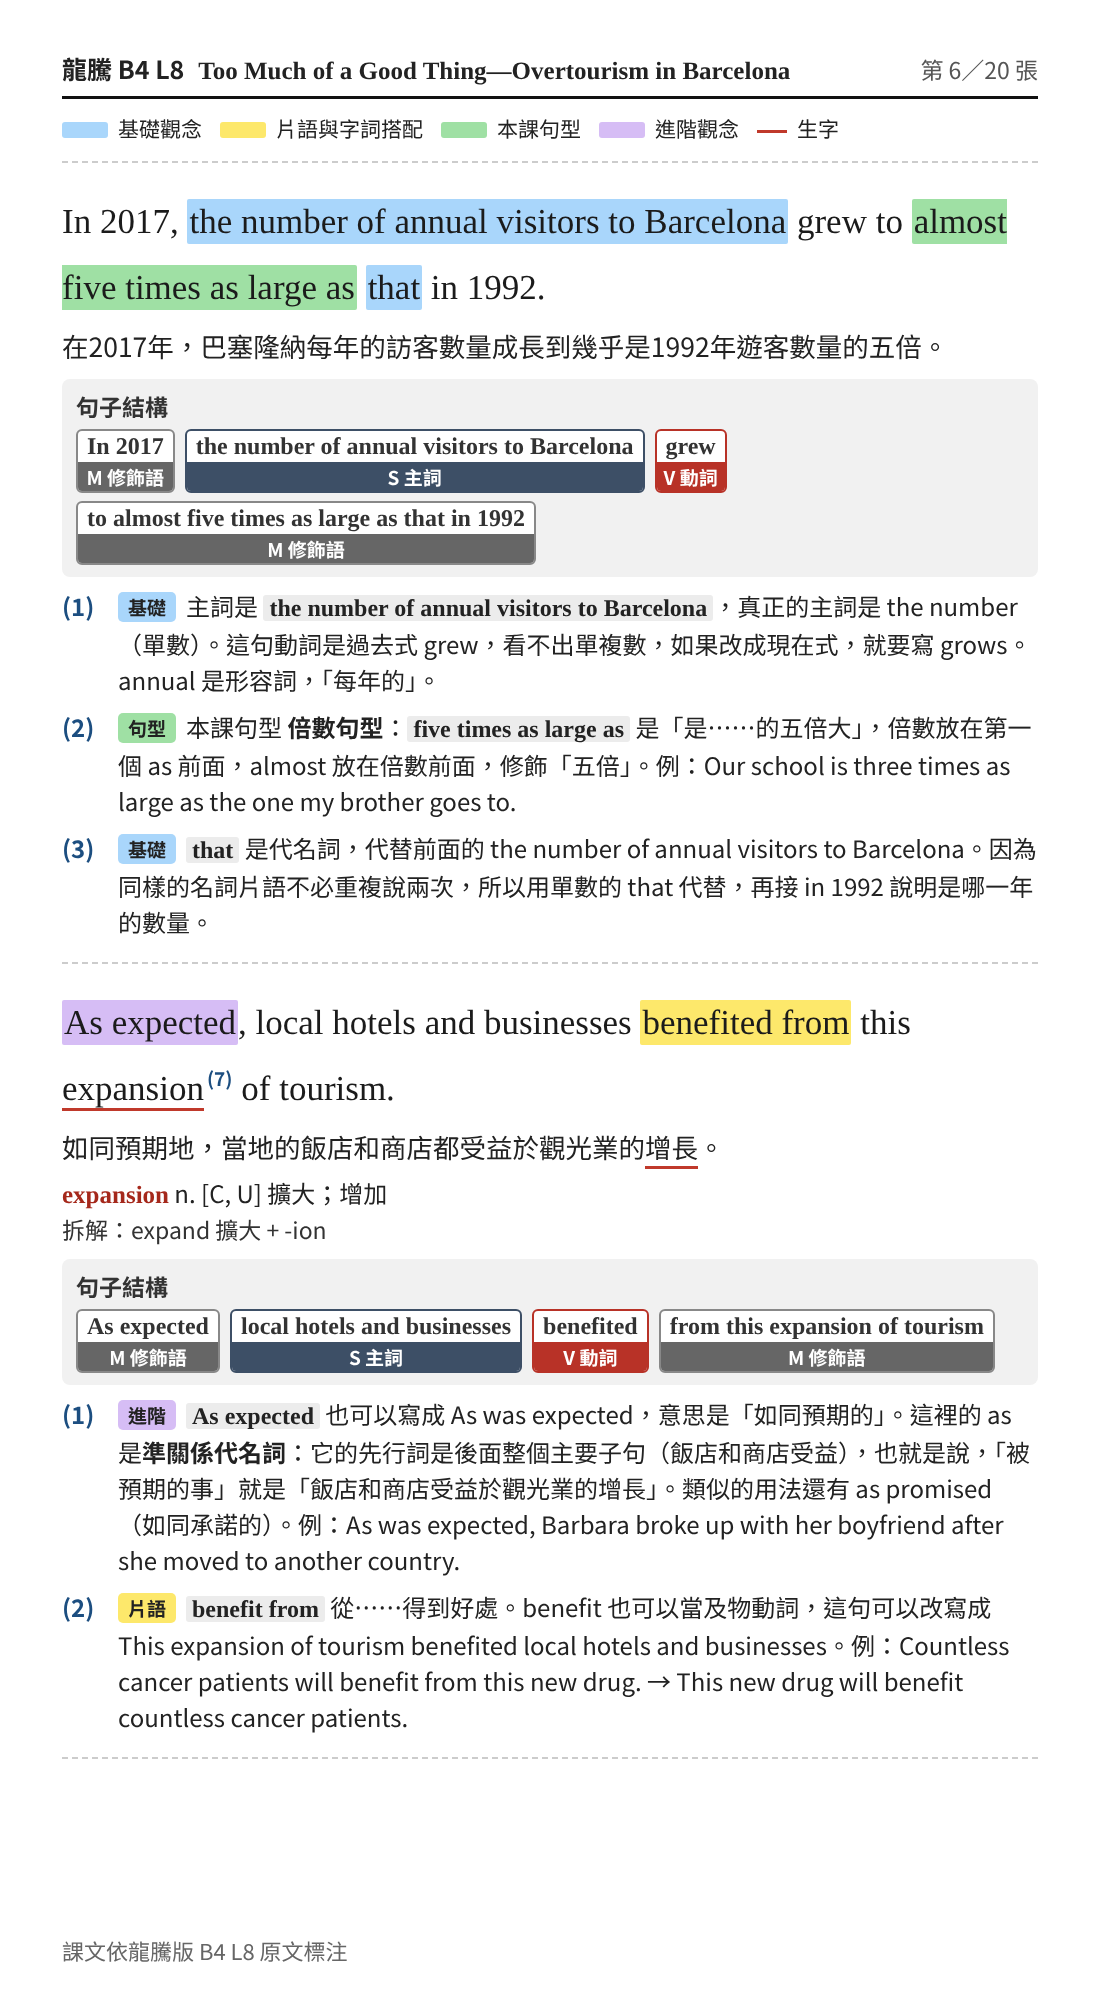 龍騰 B4 L8 Too Much of a Good Thing—Overtourism in Barcelona 第 6／20 張
基礎觀念 片語與字詞搭配 本課句型 進階觀念 生字
In 2017, the number of annual visitors to Barcelona grew to almost
five times as large as that in 1992.
在2017年，巴塞隆納每年的訪客數量成長到幾乎是1992年遊客數量的五倍。
句子結構
In 2017 the number of annual visitors to Barcelona grew
M 修飾語 S 主詞 V 動詞
to almost five times as large as that in 1992
M 修飾語
(1) 基礎 主詞是 the number of annual visitors to Barcelona，真正的主詞是 the number
（單數）。這句動詞是過去式 grew，看不出單複數，如果改成現在式，就要寫 grows。
annual 是形容詞，「每年的」。
(2) 句型 本課句型 倍數句型：five times as large as 是「是……的五倍大」，倍數放在第一
個 as 前面，almost 放在倍數前面，修飾「五倍」。例：Our school is three times as
large as the one my brother goes to.
(3) 基礎 that 是代名詞，代替前面的 the number of annual visitors to Barcelona。因為
同樣的名詞片語不必重複說兩次，所以用單數的 that 代替，再接 in 1992 說明是哪一年
的數量。
As expected, local hotels and businesses benefited from this
expansion(7) of tourism.
如同預期地，當地的飯店和商店都受益於觀光業的增長。
expansion n. [C, U] 擴大；增加
拆解：expand 擴大 + -ion
句子結構
As expected local hotels and businesses benefited from this expansion of tourism
M 修飾語 S 主詞 V 動詞 M 修飾語
(1) 進階 As expected 也可以寫成 As was expected，意思是「如同預期的」。這裡的 as
是準關係代名詞：它的先行詞是後面整個主要子句（飯店和商店受益），也就是說，「被
預期的事」就是「飯店和商店受益於觀光業的增長」。類似的用法還有 as promised
（如同承諾的）。例：As was expected, Barbara broke up with her boyfriend after
she moved to another country.
(2) 片語 benefit from 從……得到好處。benefit 也可以當及物動詞，這句可以改寫成
This expansion of tourism benefited local hotels and businesses。例：Countless
cancer patients will benefit from this new drug. → This new drug will benefit
countless cancer patients.
課文依龍騰版 B4 L8 原文標注